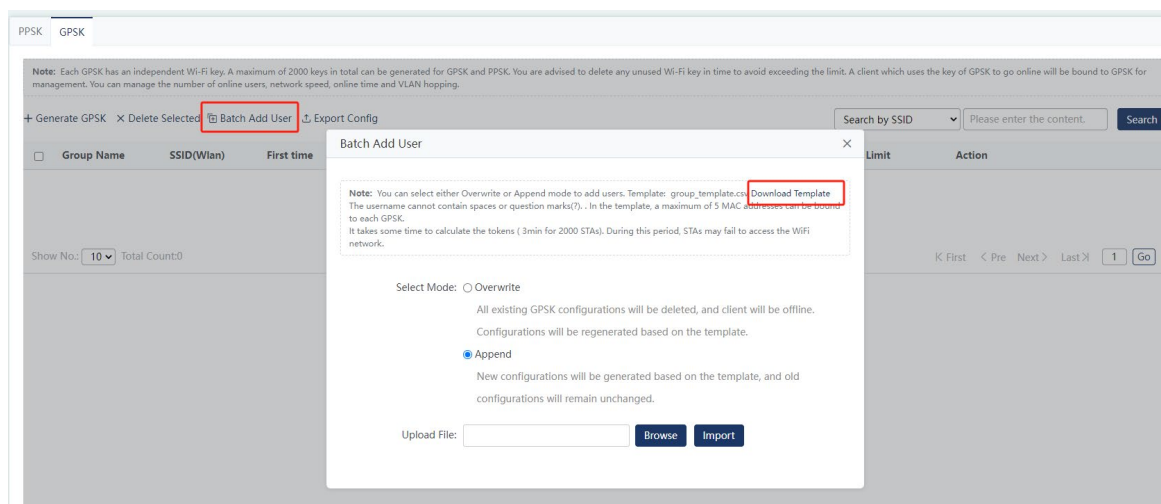 PPSK GPSK
Note: Each GPSK has an independent Wi-Fi key. A maximum of 2000 keys in total can be generated for GPSK and PPSK. You are advised to delete any unused Wi-Fi key in time to avoid exceeding the limit. A client which uses the key of GPSK to go online will be bound to GPSK for
management. You can manage the number of online users, network speed, online time and VLAN hopping.
+ Generate GPSK × Delete Selected Batch Add User Export Config Search by SSID Please enter the content. Search
Batch Add User ×
Group Name SSID(Wlan) First time Limit Action
Note: You can select either Overwrite or Append mode to add users. Template: group_template.csv Download Template
The username cannot contain spaces or question marks(?). . In the template, a maximum of 5 MAC addresses can be bound
to each GPSK.
It takes some time to calculate the tokens ( 3min for 2000 STAs). During this period, STAs may fail to access the WiFi
network.
Show No.: 10 Total Count:0 First < Pre Next > Last 1 Go
Select Mode: Overwrite
All existing GPSK configurations will be deleted, and client will be offline.
Configurations will be regenerated based on the template.
Append
New configurations will be generated based on the template, and old
configurations will remain unchanged.
Upload File: Browse Import